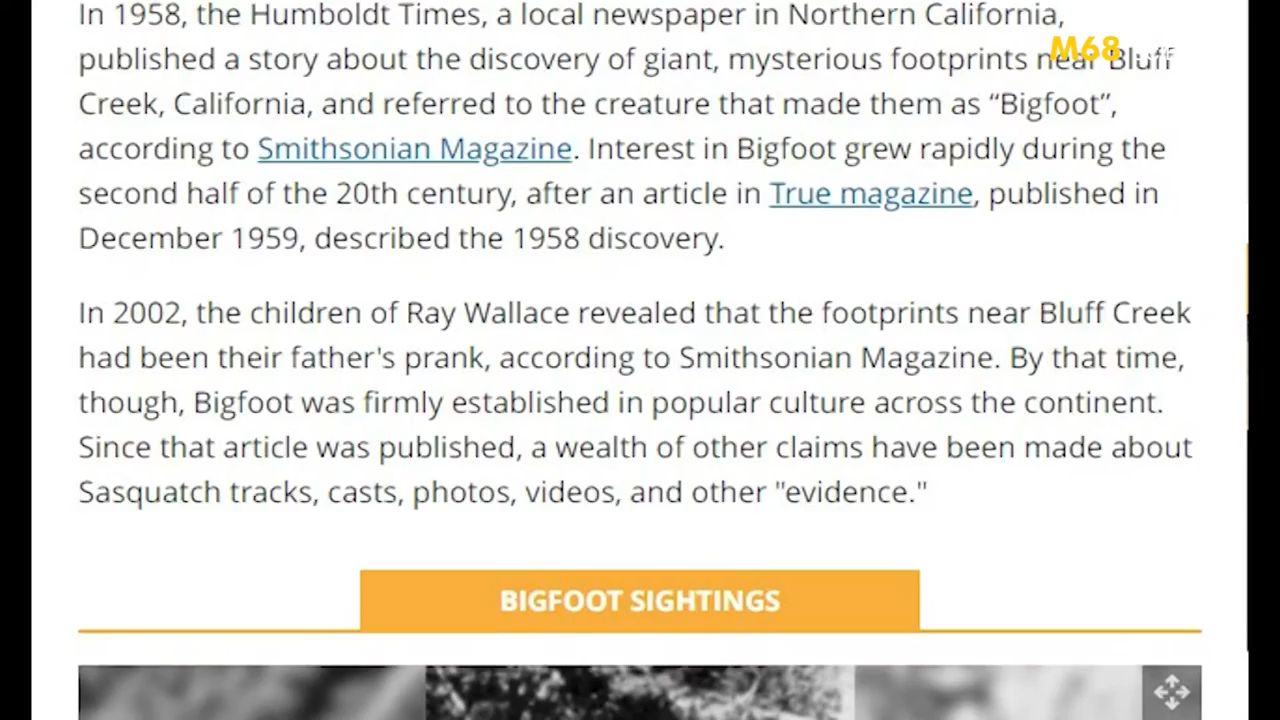 In 1958, the Humboldt Times, a local newspaper in Northern California,
published a story about the discovery of giant, mysterious footprints near Bluff
Creek, California, and referred to the creature that made them as “Bigfoot”,
according to Smithsonian Magazine. Interest in Bigfoot grew rapidly during the
second half of the 20th century, after an article in True magazine, published in
December 1959, described the 1958 discovery.
In 2002, the children of Ray Wallace revealed that the footprints near Bluff Creek
had been their father's prank, according to Smithsonian Magazine. By that time,
though, Bigfoot was firmly established in popular culture across the continent.
Since that article was published, a wealth of other claims have been made about
Sasquatch tracks, casts, photos, videos, and other "evidence."
BIGFOOT SIGHTINGS
M68